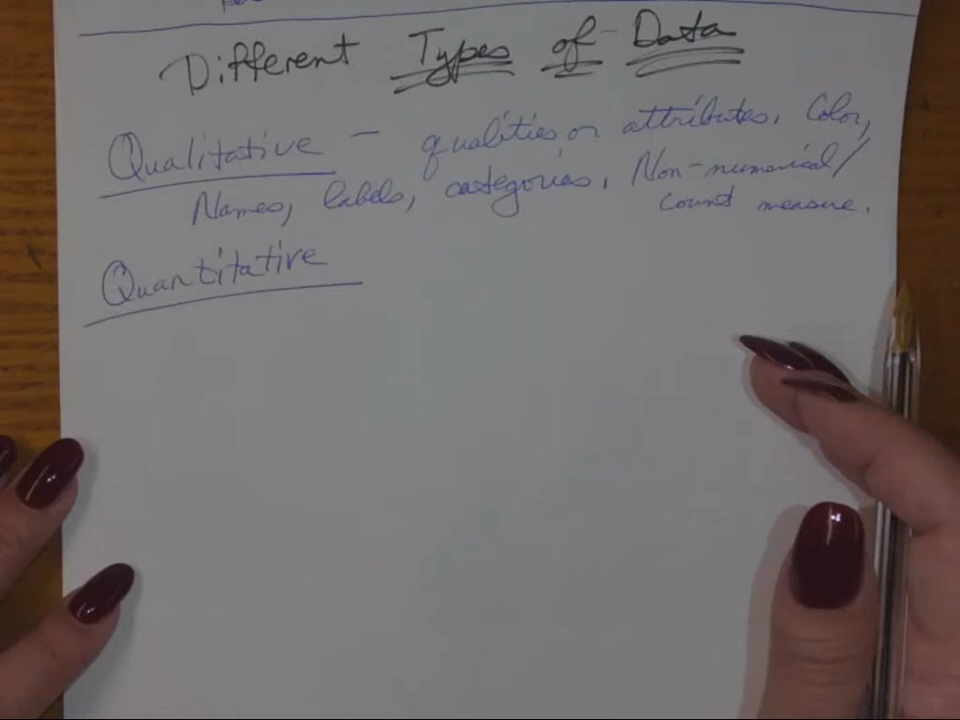 Different Types of Data
Qualitative - qualities or attributes. Color,
Names, labels, categories. Non-numerical/
count measure.
Quantitative